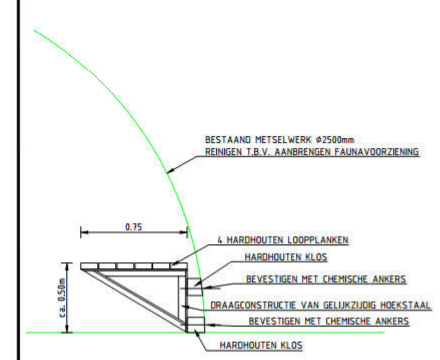 BESTAAND METSELWERK Ø2500mm
REINIGEN T.B.V. AANBRENGEN FAUNAVOORZIENING
0.75
4 HARDHOUTEN LOOPPLANKEN
HARDHOUTEN KLOS
BEVESTIGEN MET CHEMISCHE ANKERS
ca. 0.50m
DRAAGCONSTRUCTIE VAN GELIJKZIJDIG HOEKSTAAL
BEVESTIGEN MET CHEMISCHE ANKERS
HARDHOUTEN KLOS